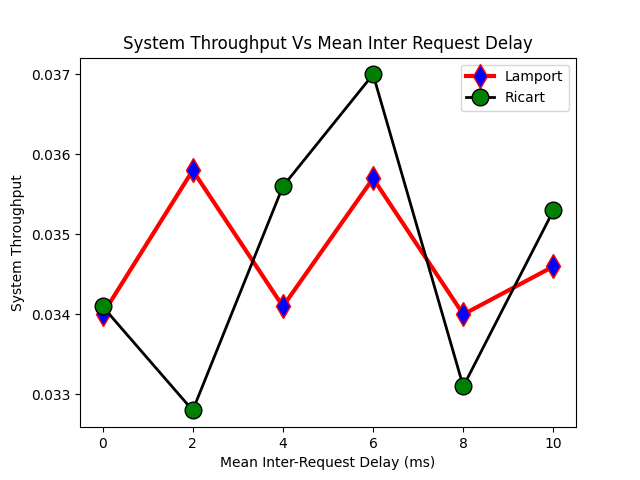 System Throughput Vs Mean Inter Request Delay
0.037
0.036
0.035
0.034
0.033
System Throughput
Lamport
Ricart
0 2 4 6 8 10
Mean Inter-Request Delay (ms)